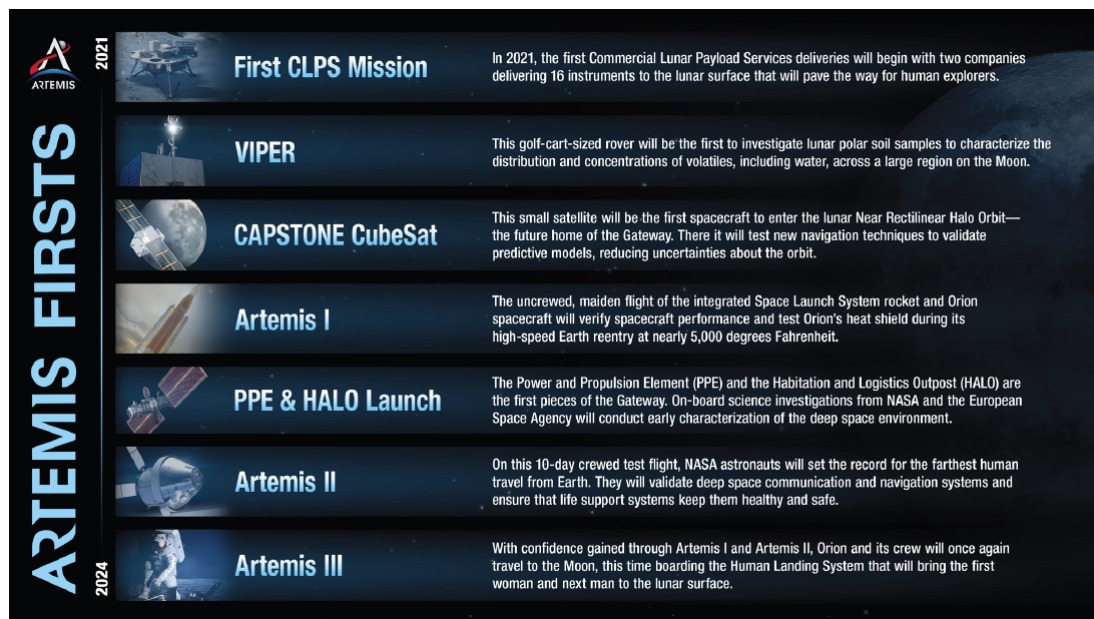 ARTEMIS
ARTEMIS FIRSTS
2021
First CLPS Mission
In 2021, the first Commercial Lunar Payload Services deliveries will begin with two companies
delivering 16 instruments to the lunar surface that will pave the way for human explorers.
VIPER
This golf-cart-sized rover will be the first to investigate lunar polar soil samples to characterize the
distribution and concentrations of volatiles, including water, across a large region on the Moon.
CAPSTONE CubeSat
This small satellite will be the first spacecraft to enter the lunar Near Rectilinear Halo Orbit—
the future home of the Gateway. There it will test new navigation techniques to validate
predictive models, reducing uncertainties about the orbit.
Artemis I
The uncrewed, maiden flight of the integrated Space Launch System rocket and Orion
spacecraft will verify spacecraft performance and test Orion's heat shield during its
high-speed Earth reentry at nearly 5,000 degrees Fahrenheit.
PPE & HALO Launch
The Power and Propulsion Element (PPE) and the Habitation and Logistics Outpost (HALO) are
the first pieces of the Gateway. On-board science investigations from NASA and the European
Space Agency will conduct early characterization of the deep space environment.
Artemis II
On this 10-day crewed test flight, NASA astronauts will set the record for the farthest human
travel from Earth. They will validate deep space communication and navigation systems and
ensure that life support systems keep them healthy and safe.
Artemis III
With confidence gained through Artemis I and Artemis II, Orion and its crew will once again
travel to the Moon, this time boarding the Human Landing System that will bring the first
woman and next man to the lunar surface.
2024